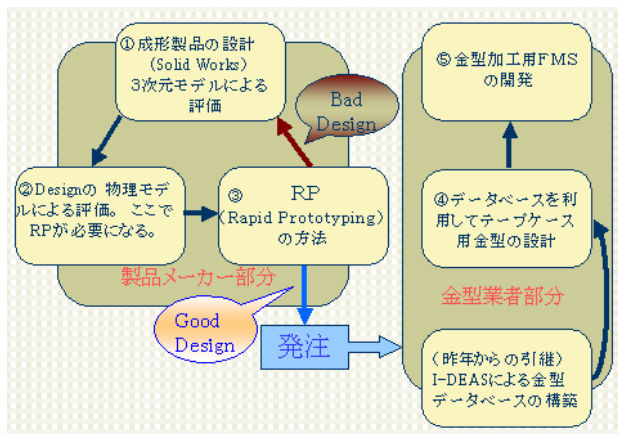 ①成形製品の設計
(Solid Works)
3次元モデルによる
評価
Bad
Design
②Designの 物理モデ
ルによる評価。 ここで
RPが必要になる。
③ RP
(Rapid Prototyping)
の方法
製品メーカー部分
Good
Design
発注
⑤金型加工用FMS
の開発
④データベースを利
用してテープケース
用金型の設計
金型業者部分
(昨年からの引継)
I-DEASによる金型
データベースの構築